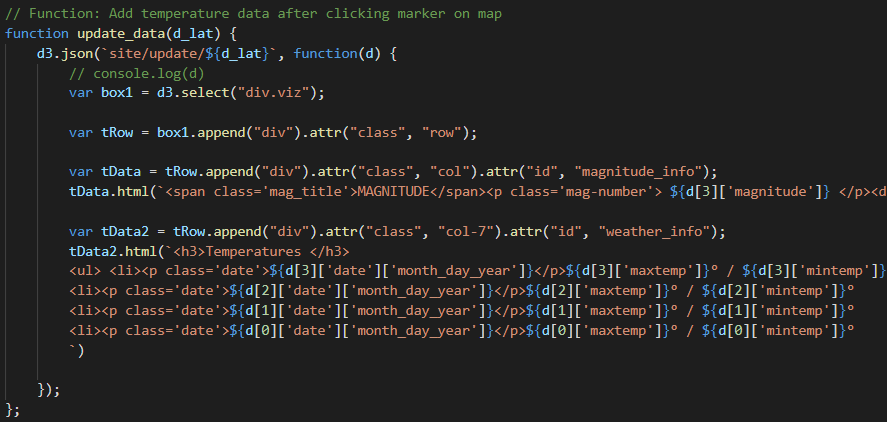 // Function: Add temperature data after clicking marker on map
function update_data(d_lat) {
d3.json(`site/update/${d_lat}`, function(d) {
// console.log(d)
var box1 = d3.select("div.viz");
var tRow = box1.append("div").attr("class", "row");
var tData = tRow.append("div").attr("class", "col").attr("id", "magnitude_info");
tData.html(`<span class='mag_title'>MAGNITUDE</span><p class='mag-number'> ${d[3]['magnitude']} </p><d
var tData2 = tRow.append("div").attr("class", "col-7").attr("id", "weather_info");
tData2.html(`<h3>Temperatures </h3>
<ul> <li><p class='date'>${d[3]['date']['month_day_year']}</p>${d[3]['maxtemp']}° / ${d[3]['mintemp']}
<li><p class='date'>${d[2]['date']['month_day_year']}</p>${d[2]['maxtemp']}° / ${d[2]['mintemp']}°
<li><p class='date'>${d[1]['date']['month_day_year']}</p>${d[1]['maxtemp']}° / ${d[1]['mintemp']}°
<li><p class='date'>${d[0]['date']['month_day_year']}</p>${d[0]['maxtemp']}° / ${d[0]['mintemp']}°
`)
});
};